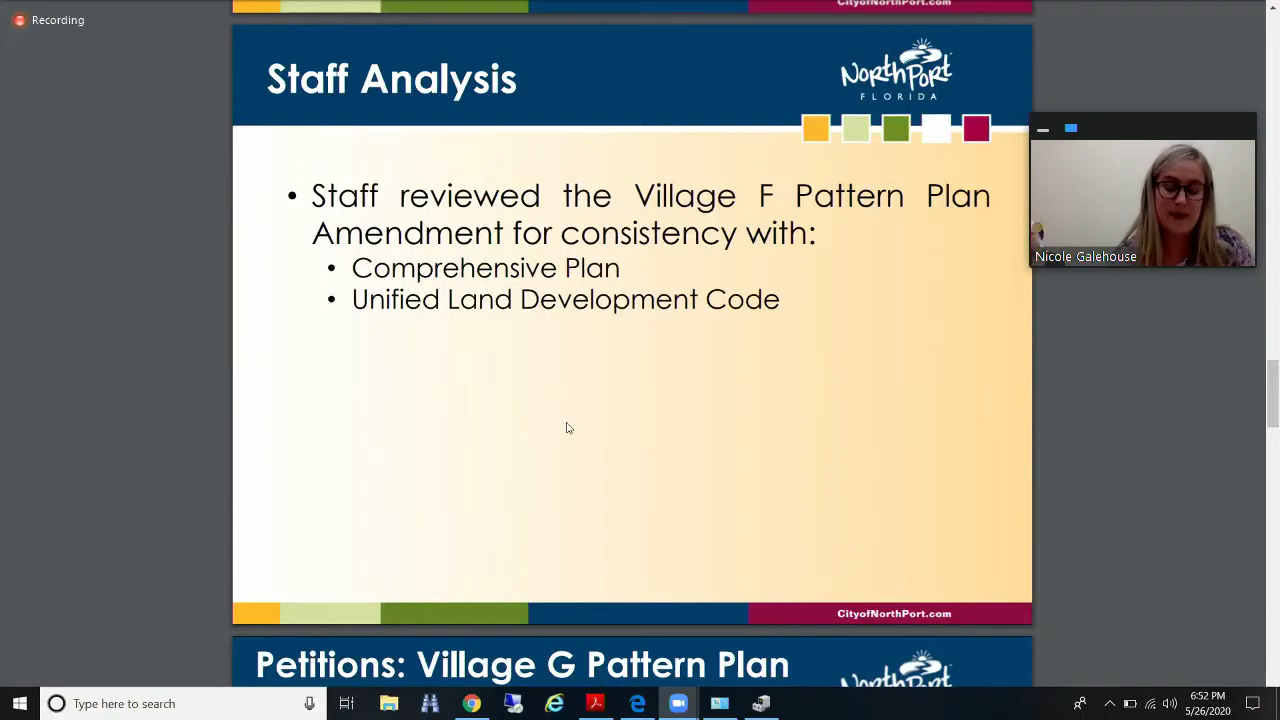 CityofNorthPort.com
Recording
Staff Analysis
NorthPort
FLORIDA
• Staff reviewed the Village F Pattern Plan
Amendment for consistency with:
• Comprehensive Plan
• Unified Land Development Code
Nicole Galehouse
CityofNorthPort.com
Petitions: Village G Pattern Plan
NorthPort
Type here to search
6:52 PM
5/26/2020